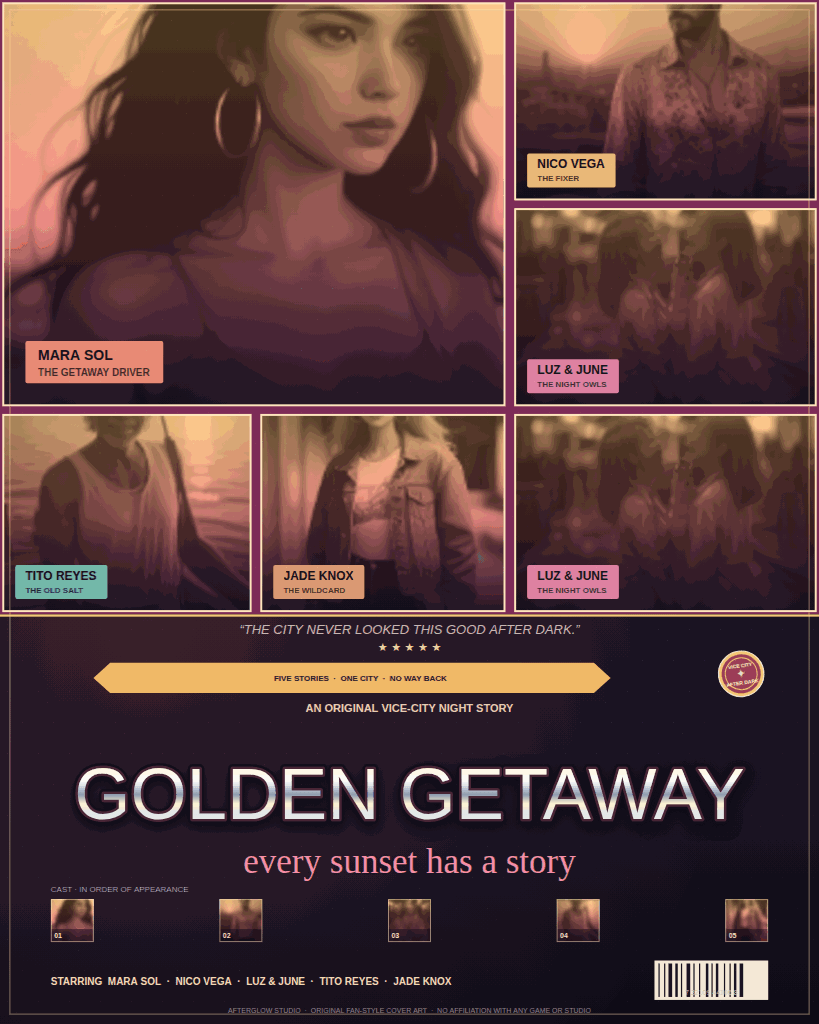 MARA SOL
THE GETAWAY DRIVER
NICO VEGA
THE FIXER
LUZ & JUNE
THE NIGHT OWLS
TITO REYES
THE OLD SALT
JADE KNOX
THE WILDCARD
LUZ & JUNE
THE NIGHT OWLS
“THE CITY NEVER LOOKED THIS GOOD AFTER DARK.”
★ ★ ★ ★ ★
FIVE STORIES · ONE CITY · NO WAY BACK
VICE CITY
AFTER DARK
AN ORIGINAL VICE-CITY NIGHT STORY
GOLDEN GETAWAY
every sunset has a story
CAST · IN ORDER OF APPEARANCE
01
02
03
04
05
STARRING MARA SOL · NICO VEGA · LUZ & JUNE · TITO REYES · JADE KNOX
AFTERGLOW STUDIO · ORIGINAL FAN-STYLE COVER ART · NO AFFILIATION WITH ANY GAME OR STUDIO